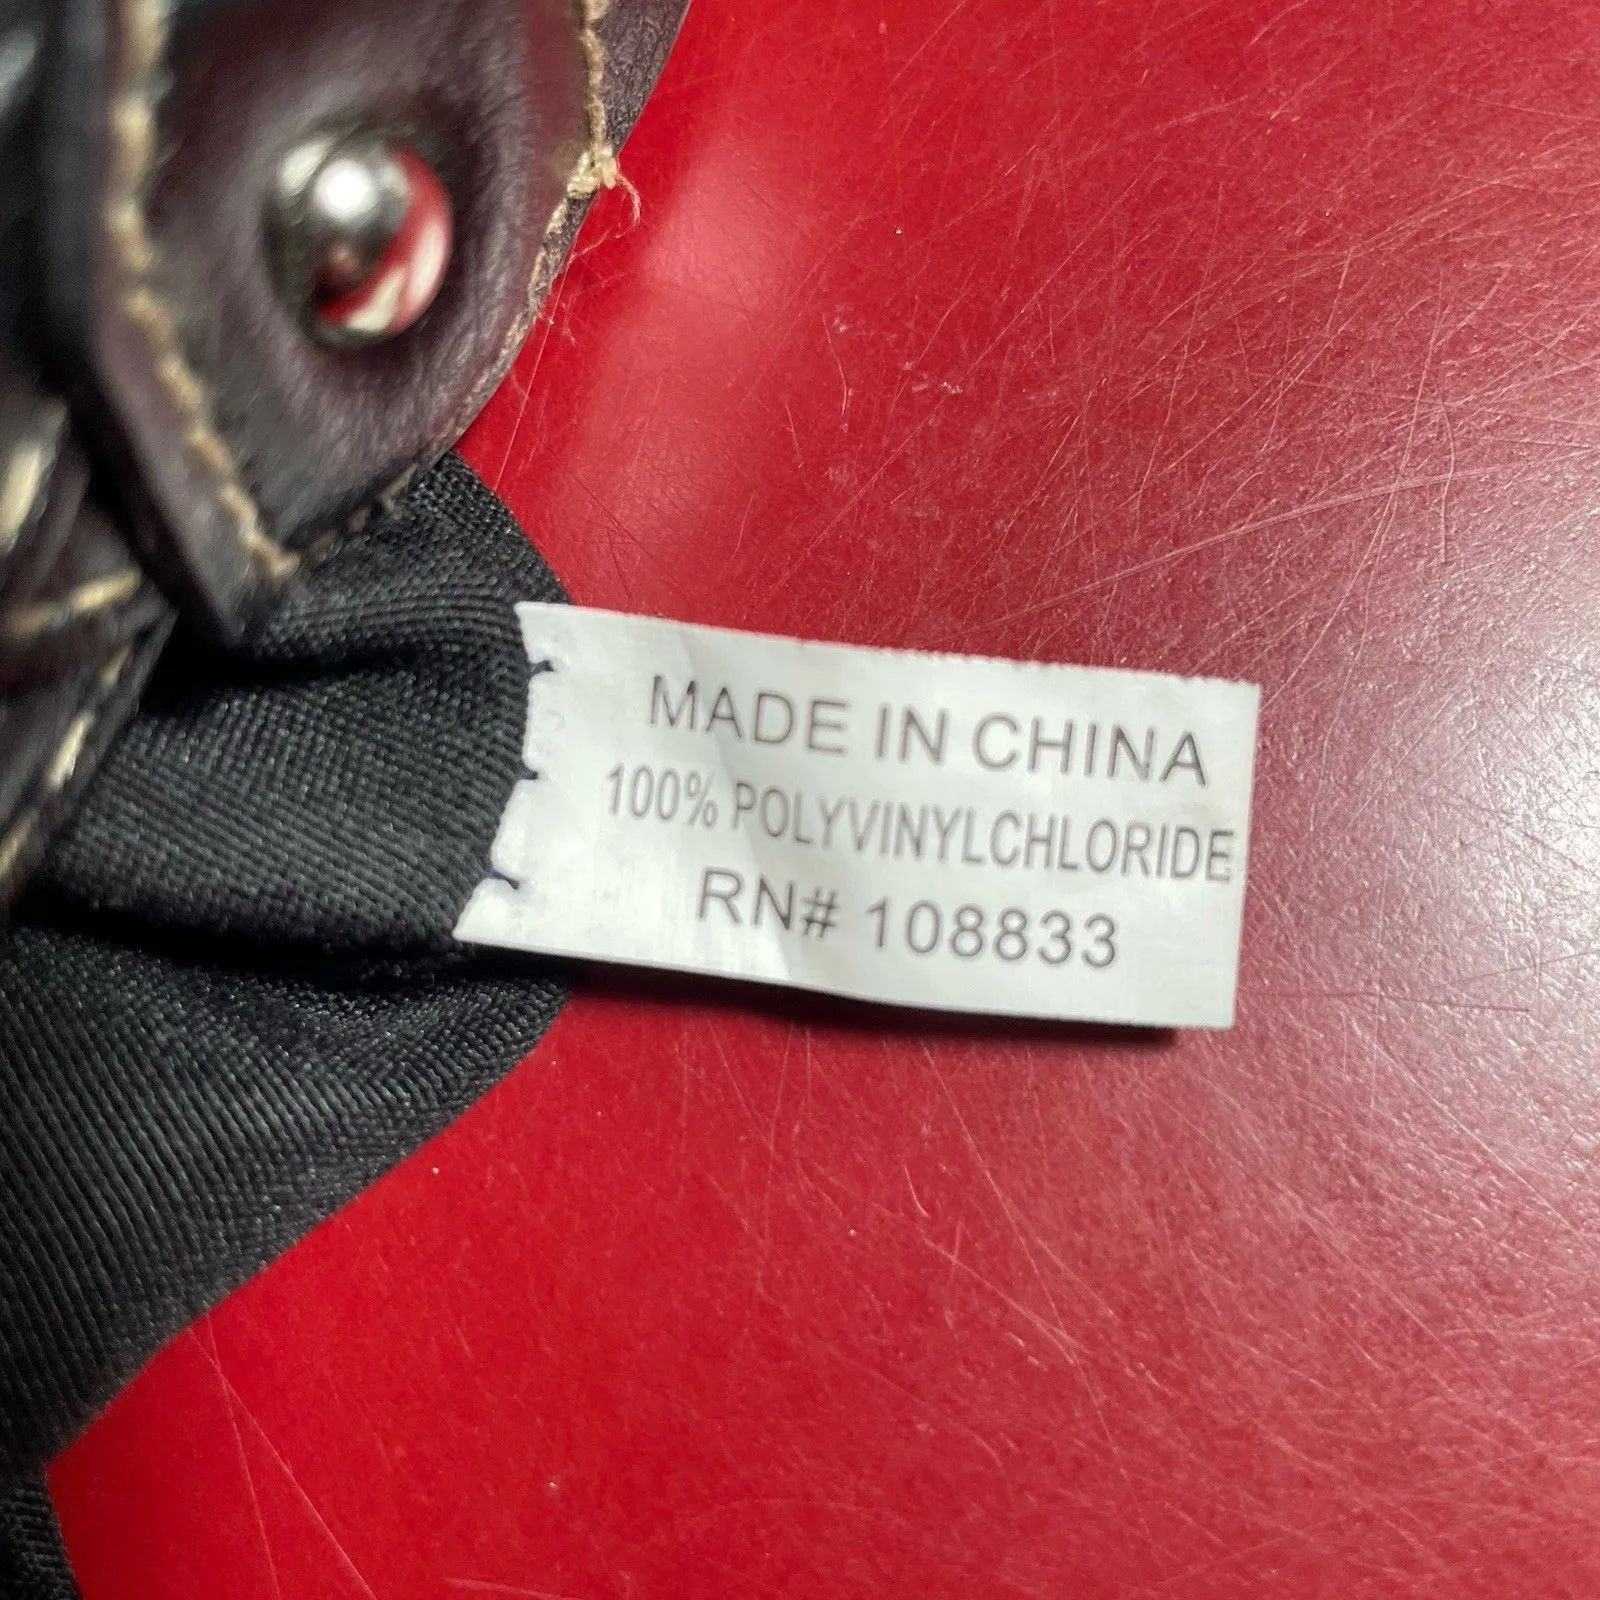 MADE IN CHINA
100% POLYVINYLCHLORIDE
RN# 108833